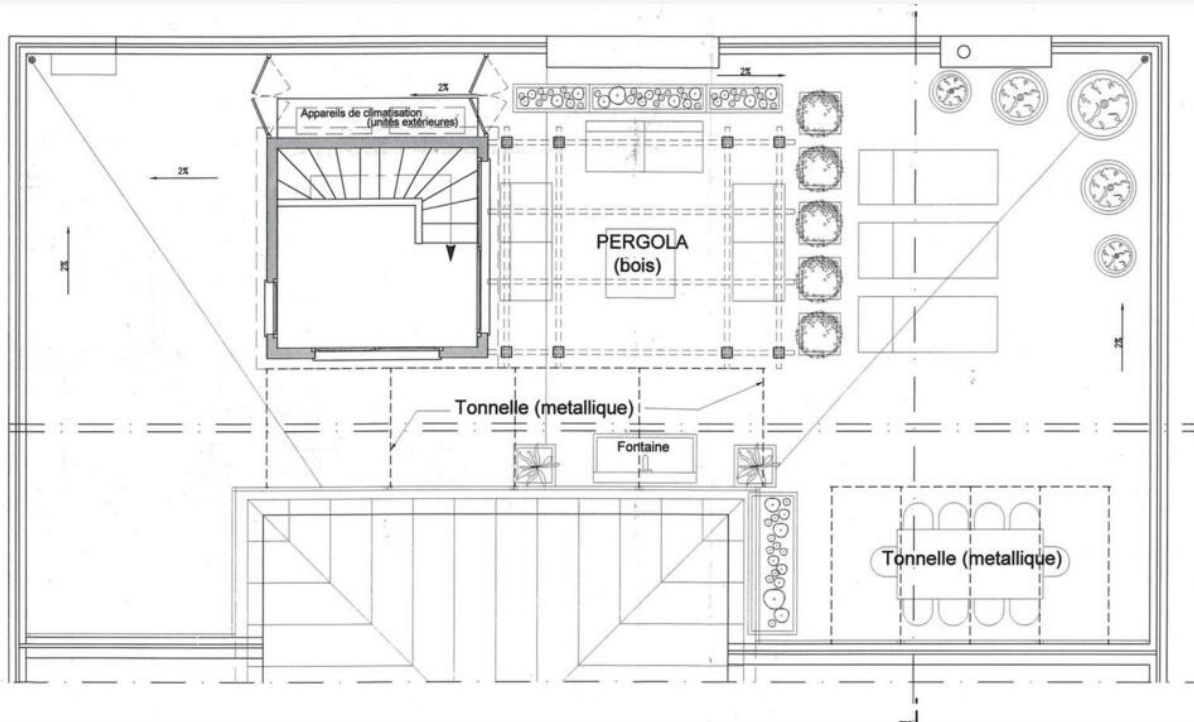 2%
2%
Appareils de climatisation
(unités extérieures)
2%
2%
PERGOLA
(bois)
2%
Tonnelle (metallique)
Fontaine
Tonnelle (metallique)